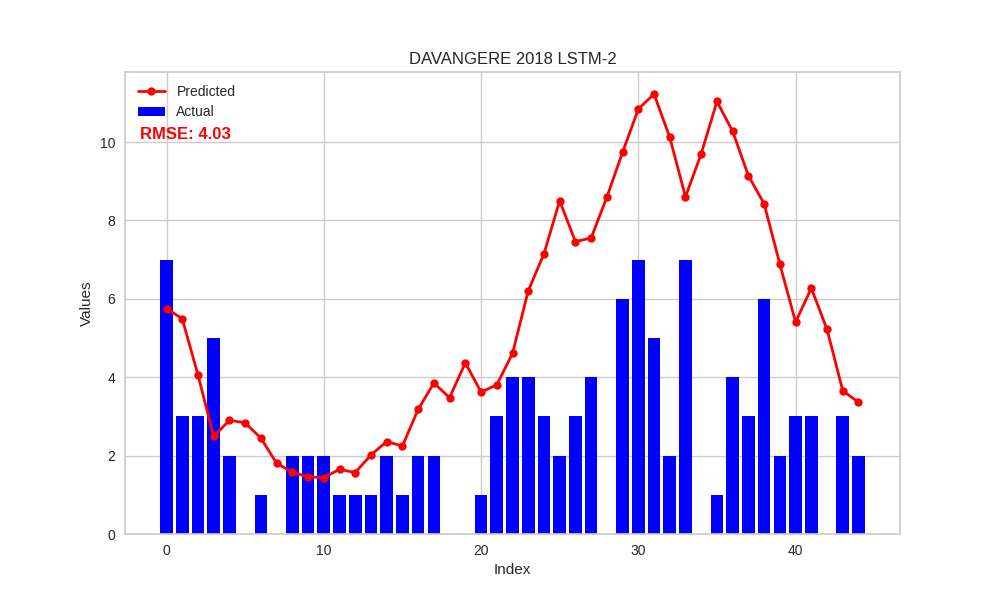 DAVANGERE 2018 LSTM-2
Predicted
Actual
RMSE: 4.03
Values
10
8
6
4
2
0
0 10 20 30 40
Index